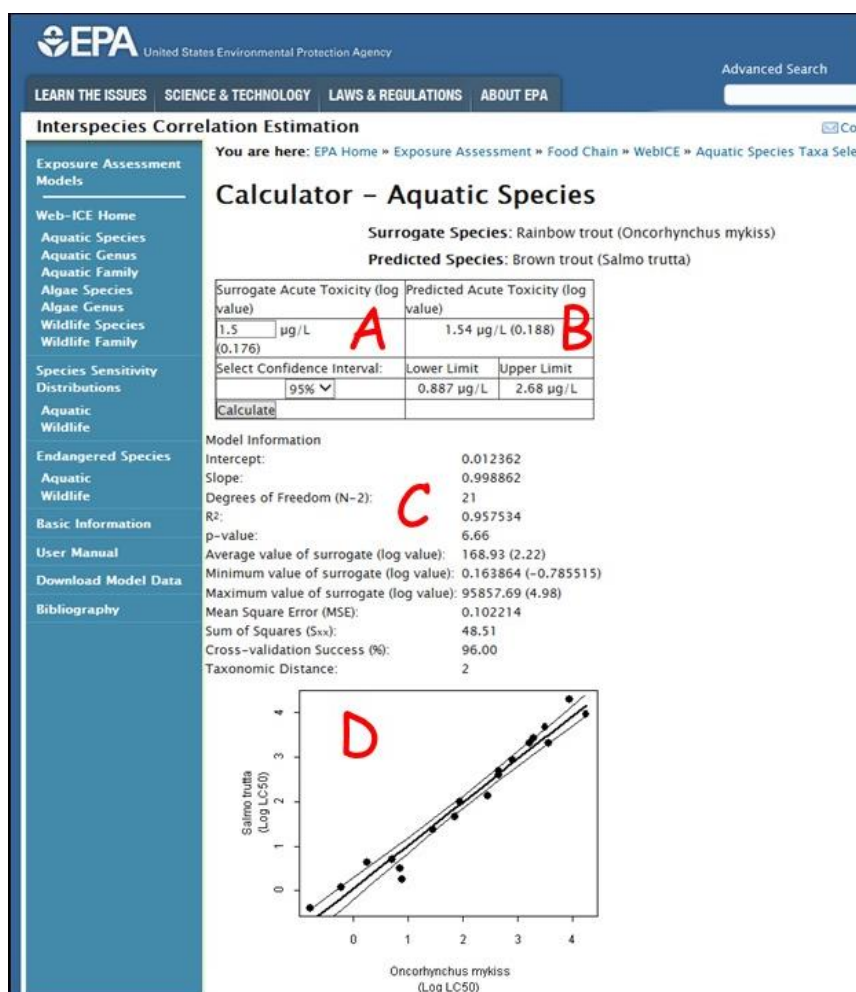 EPA United States Environmental Protection Agency
Advanced Search
LEARN THE ISSUES SCIENCE & TECHNOLOGY LAWS & REGULATIONS ABOUT EPA
Interspecies Correlation Estimation
You are here: EPA Home » Exposure Assessment » Food Chain » WebICE » Aquatic Species Taxa Sele
Exposure Assessment
Models
Web-ICE Home
Aquatic Species
Aquatic Genus
Aquatic Family
Algae Species
Algae Genus
Wildlife Species
Wildlife Family
Species Sensitivity
Distributions
Aquatic
Wildlife
Endangered Species
Aquatic
Wildlife
Basic Information
User Manual
Download Model Data
Bibliography
Calculator – Aquatic Species
Surrogate Species: Rainbow trout (Oncorhynchus mykiss)
Predicted Species: Brown trout (Salmo trutta)
Surrogate Acute Toxicity (log value)
Predicted Acute Toxicity (log value)
1.5 µg/L
(0.176)
A
1.54 µg/L (0.188)
B
Select Confidence Interval: Lower Limit Upper Limit
95% 0.887 µg/L 2.68 µg/L
Calculate
Model Information
Intercept: 0.012362
Slope: 0.998862
Degrees of Freedom (N-2): 21
C
R2: 0.957534
p-value: 6.66
Average value of surrogate (log value): 168.93 (2.22)
Minimum value of surrogate (log value): 0.163864 (-0.785515)
Maximum value of surrogate (log value): 95857.69 (4.98)
Mean Square Error (MSE): 0.102214
Sum of Squares (Sxx): 48.51
Cross-validation Success (%): 96.00
Taxonomic Distance: 2
D
Salmo trutta
(Log LC50)
4
3
2
1
0
0 1 2 3 4
Oncorhynchus mykiss
(Log LC50)